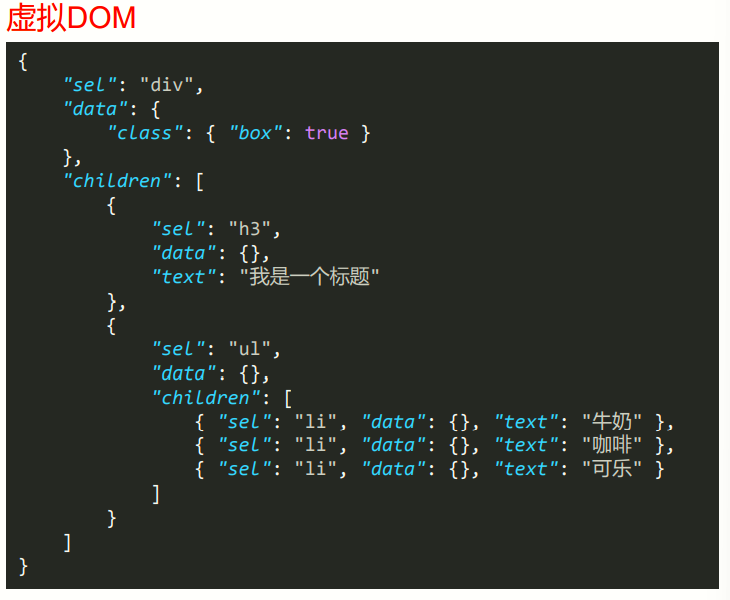 虚拟DOM
{
    "sel": "div",
    "data": {
        "class": { "box": true }
    },
    "children": [
        {
            "sel": "h3",
            "data": {},
            "text": "我是一个标题"
        },
        {
            "sel": "ul",
            "data": {},
            "children": [
                { "sel": "li", "data": {}, "text": "牛奶" },
                { "sel": "li", "data": {}, "text": "咖啡" },
                { "sel": "li", "data": {}, "text": "可乐" }
            ]
        }
    ]
}